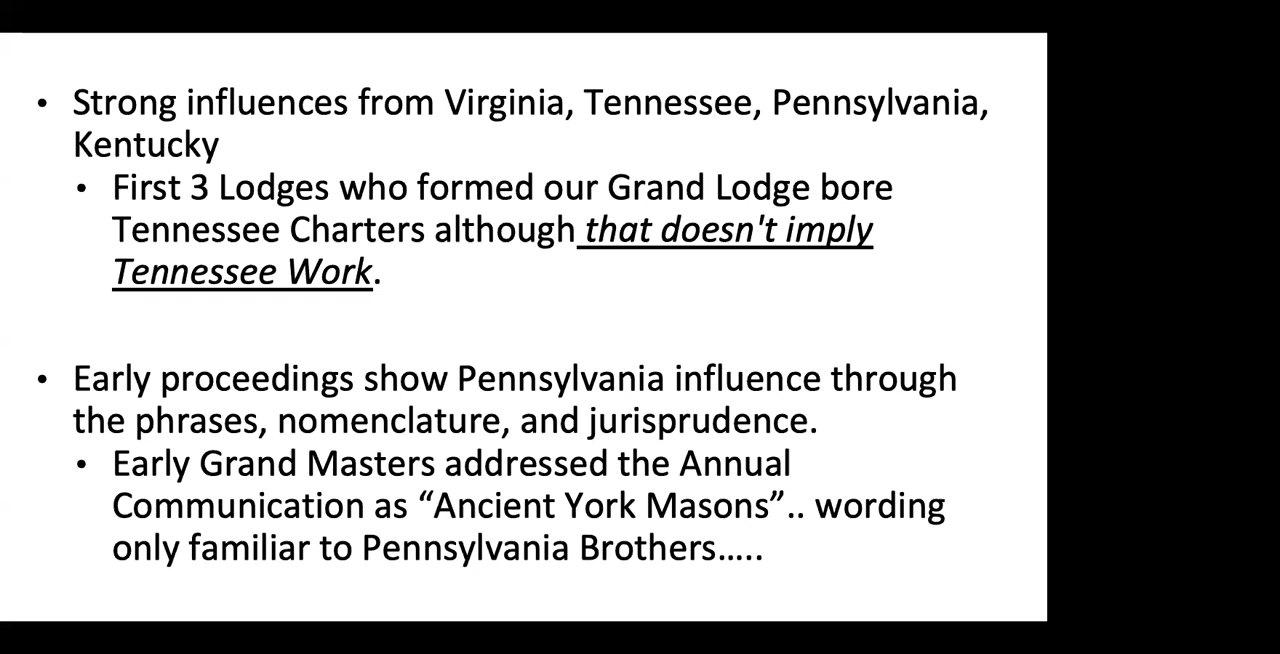 • Strong influences from Virginia, Tennessee, Pennsylvania,
Kentucky
• First 3 Lodges who formed our Grand Lodge bore
Tennessee Charters although that doesn't imply
Tennessee Work.
• Early proceedings show Pennsylvania influence through
the phrases, nomenclature, and jurisprudence.
• Early Grand Masters addressed the Annual
Communication as “Ancient York Masons”.. wording
only familiar to Pennsylvania Brothers…..